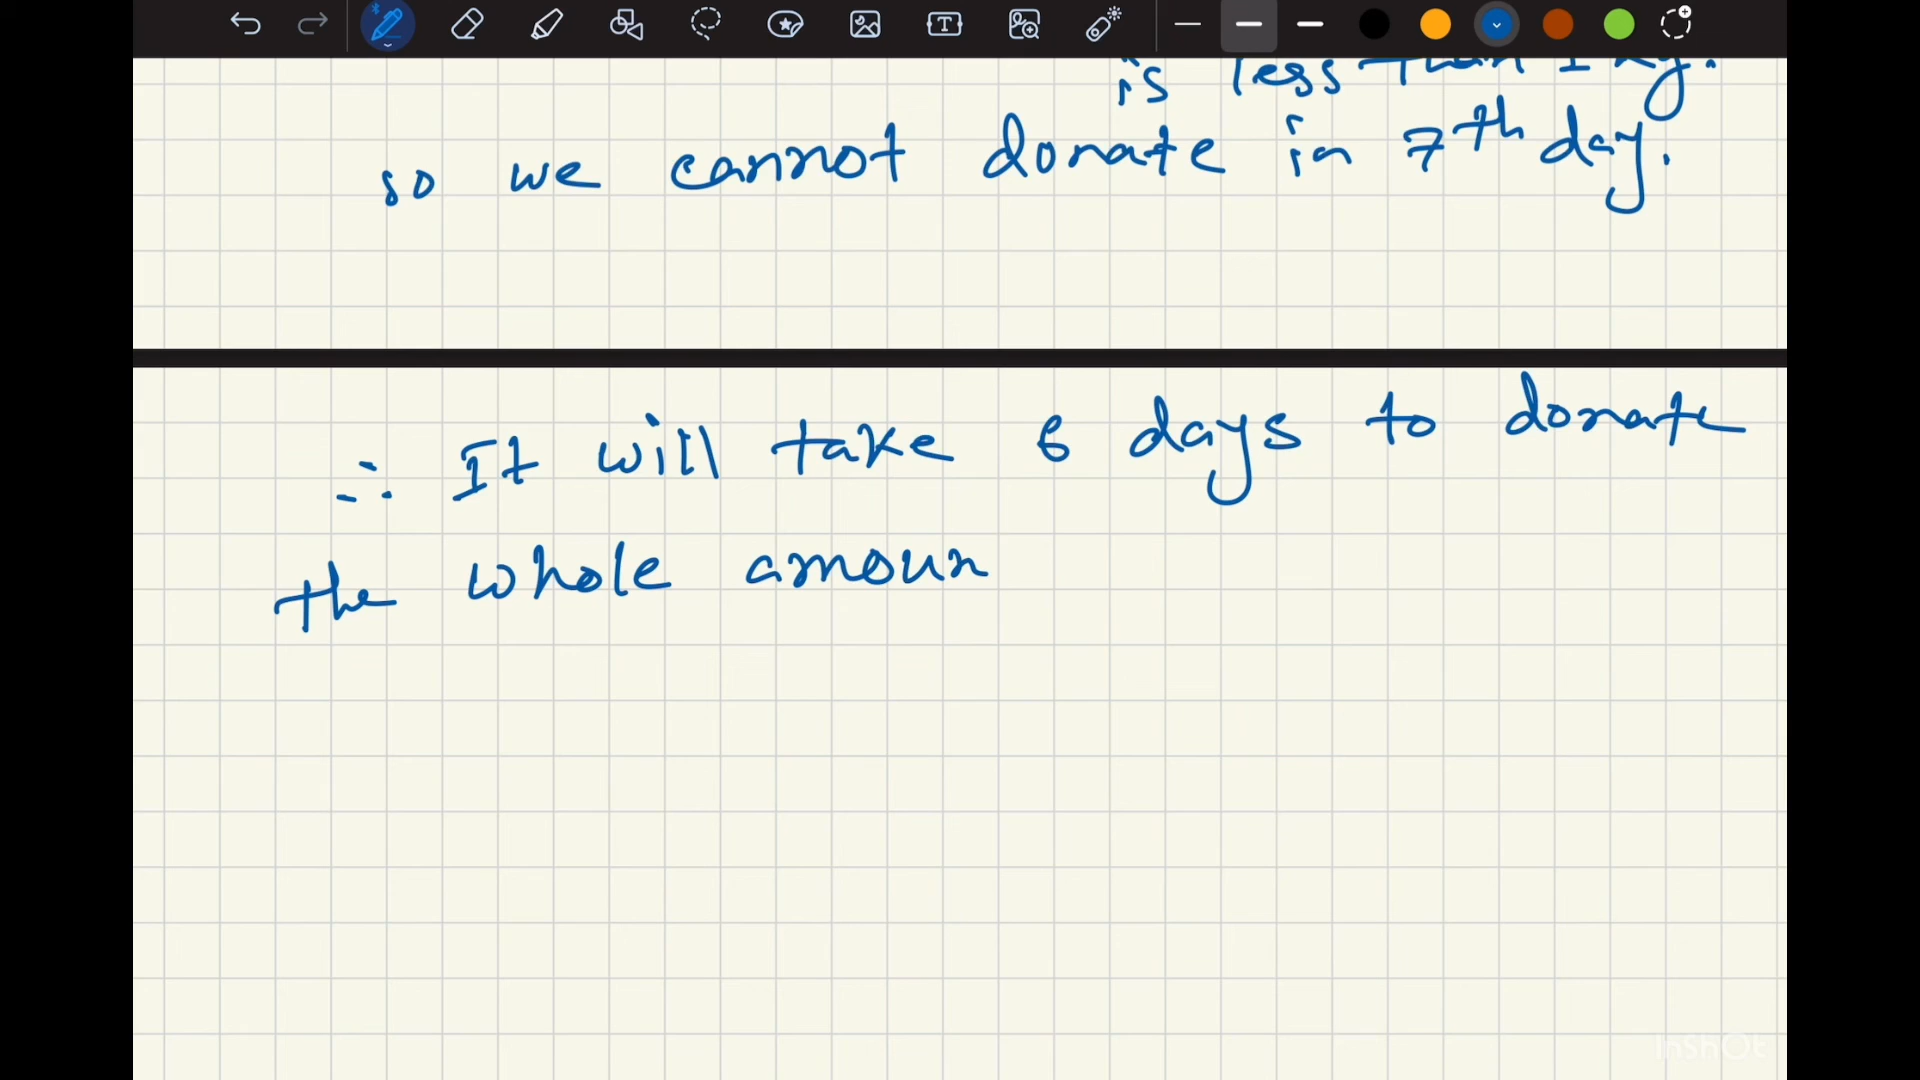 is less than 1 kg.
so we cannot donate in 7th day.
∴ It will take 6 days to donate
the whole amoun
InShOt